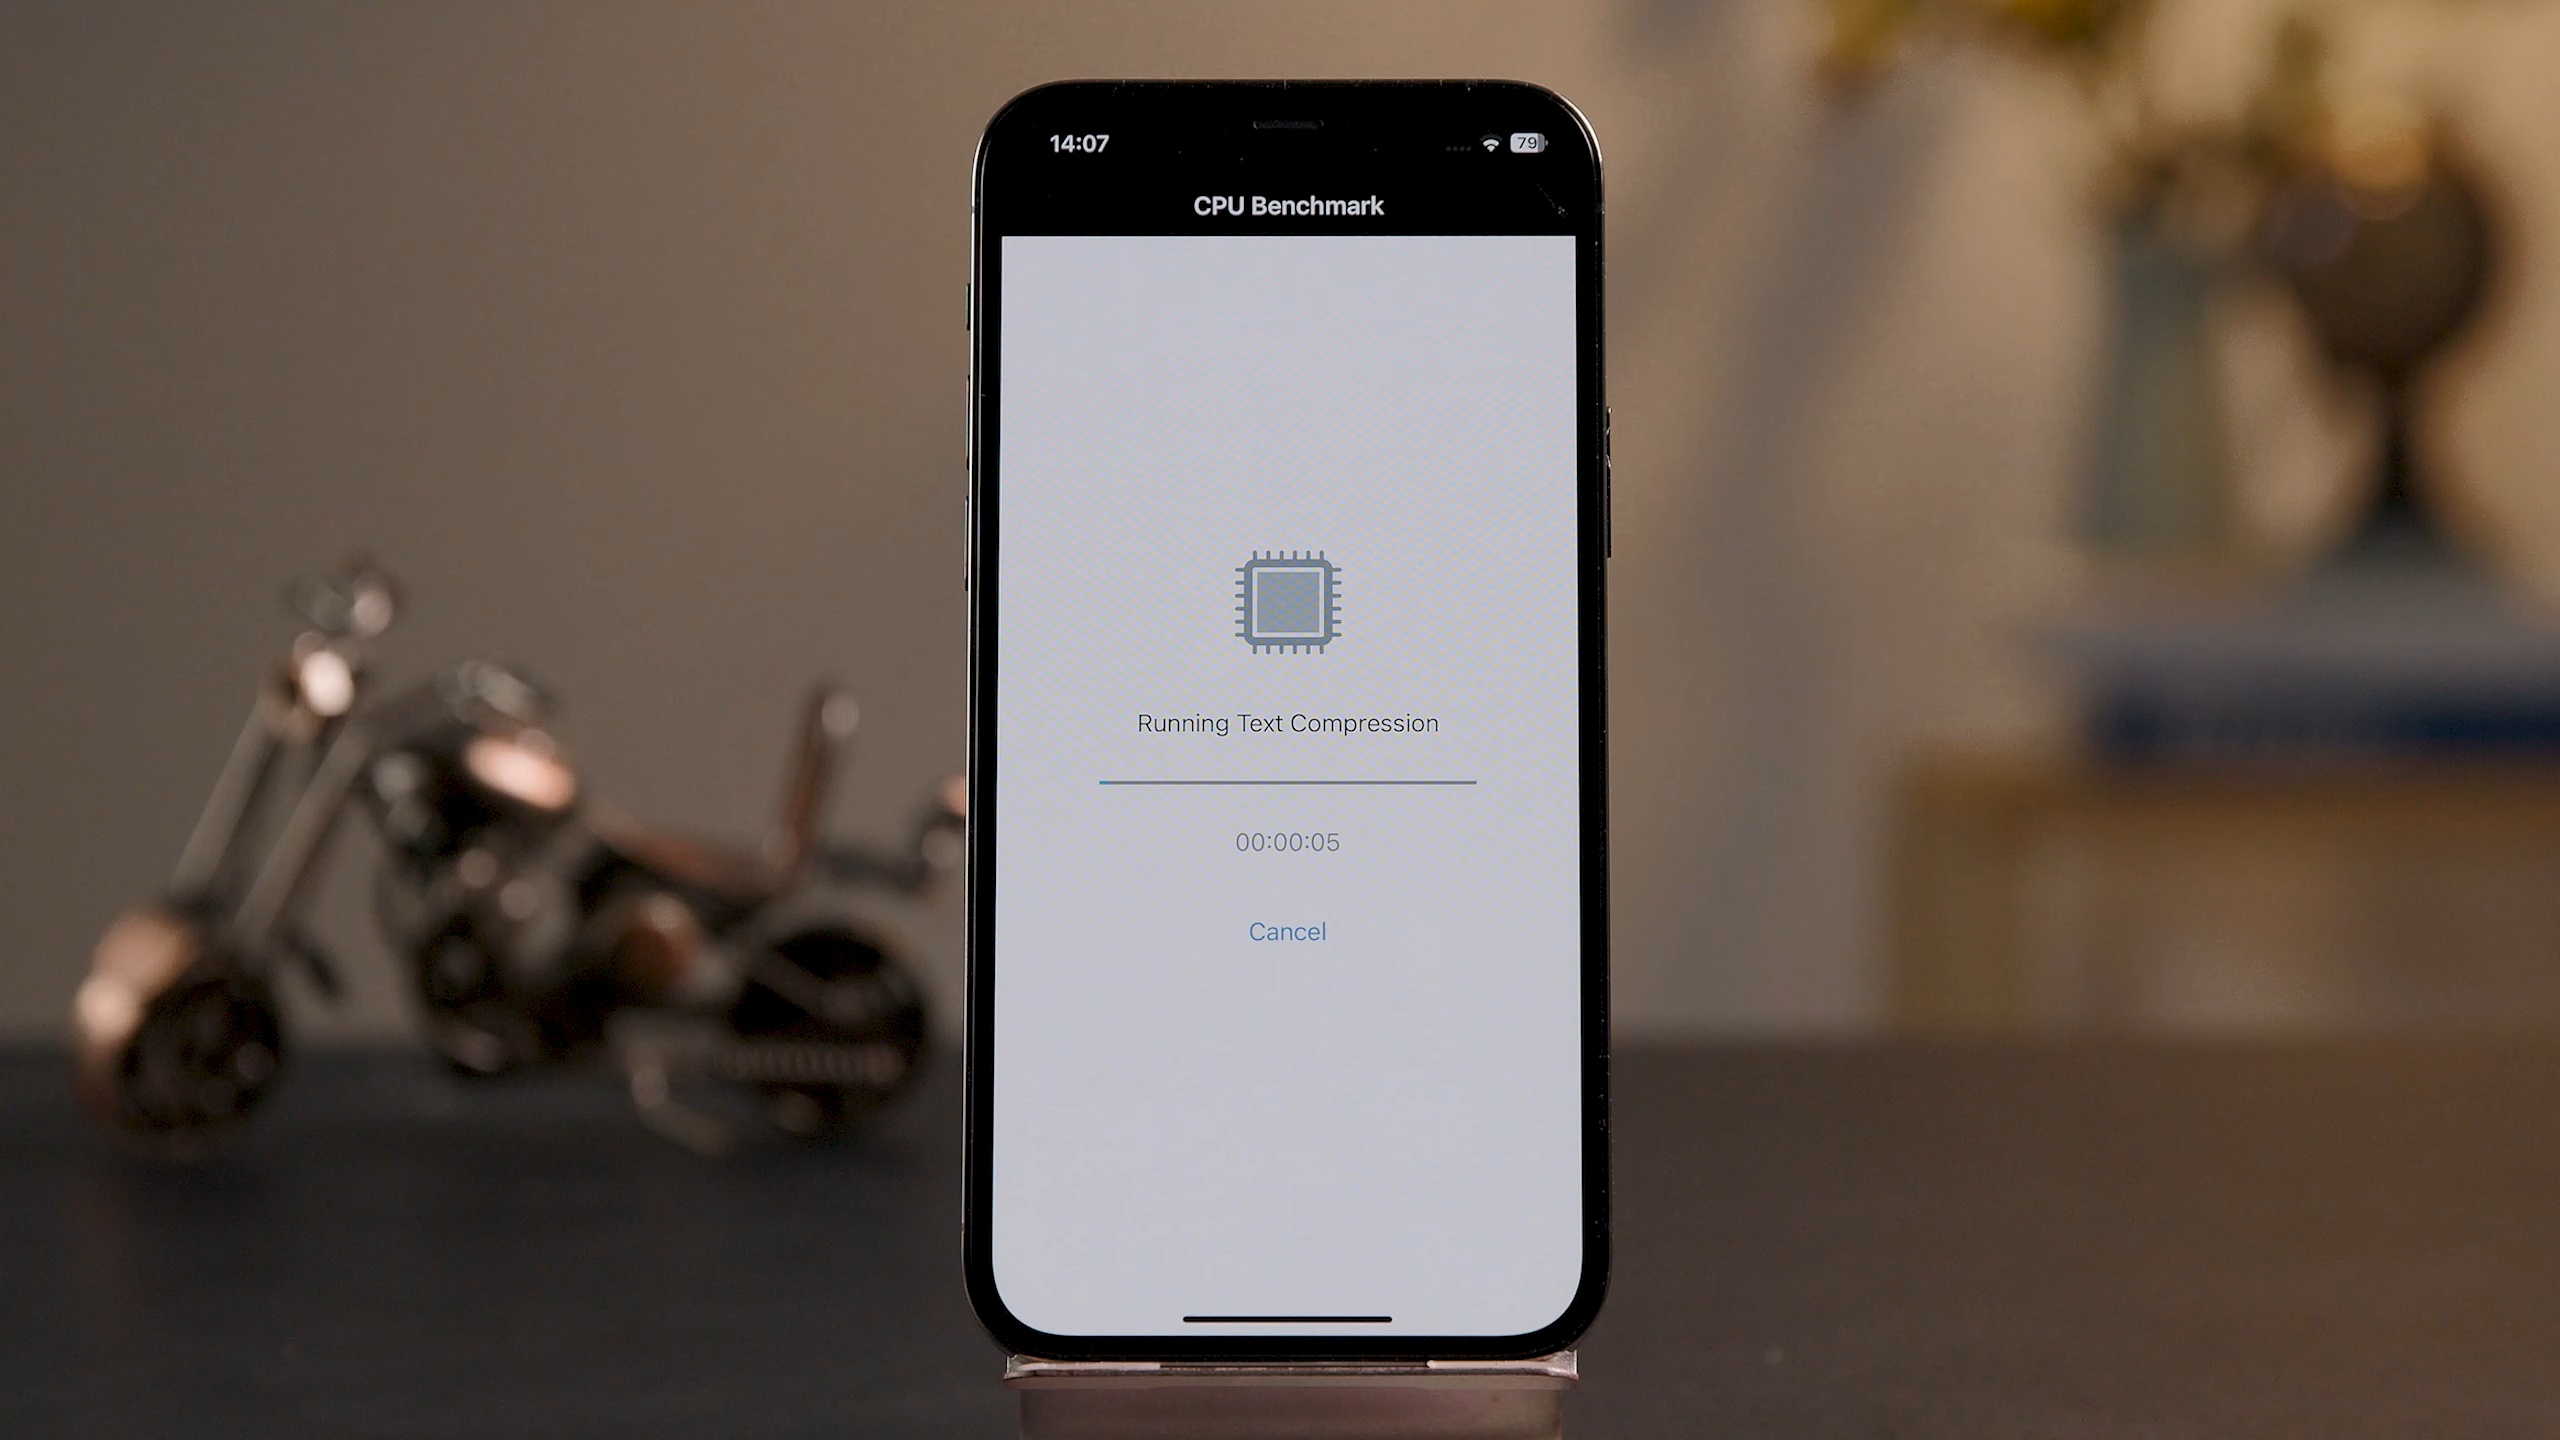 14:07
79
CPU Benchmark
Running Text Compression
00:00:05
Cancel